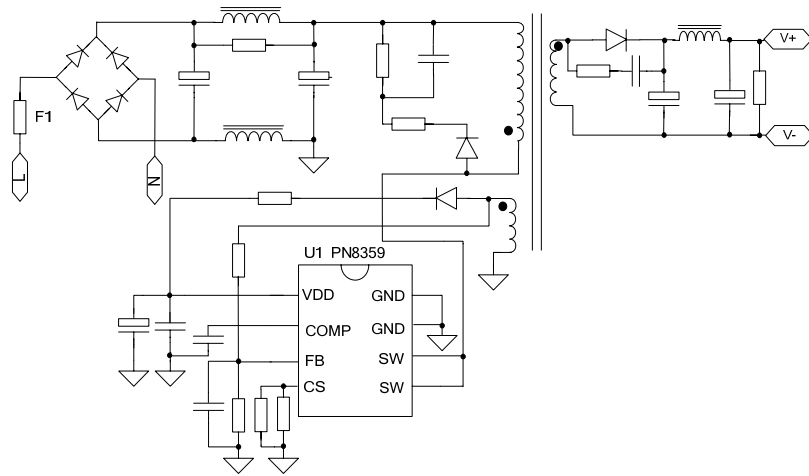 V+
F1
V-
L
N
U1 PN8359
VDD
GND
COMP
GND
FB
SW
CS
SW